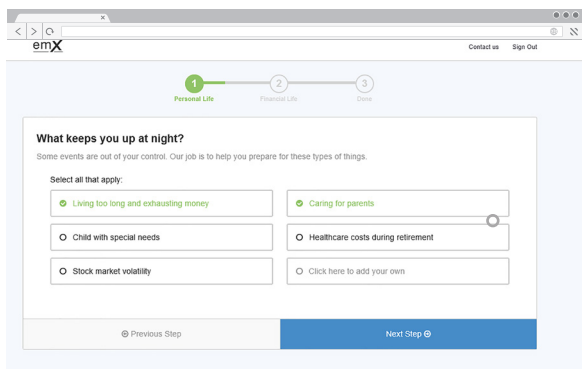 emX
Contact us Sign Out
1 2 3
Personal Life Financial Life Done
What keeps you up at night?
Some events are out of your control. Our job is to help you prepare for these types of things.
Select all that apply:
Living too long and exhausting money
Caring for parents
Child with special needs
Healthcare costs during retirement
Stock market volatility
Click here to add your own
Previous Step
Next Step